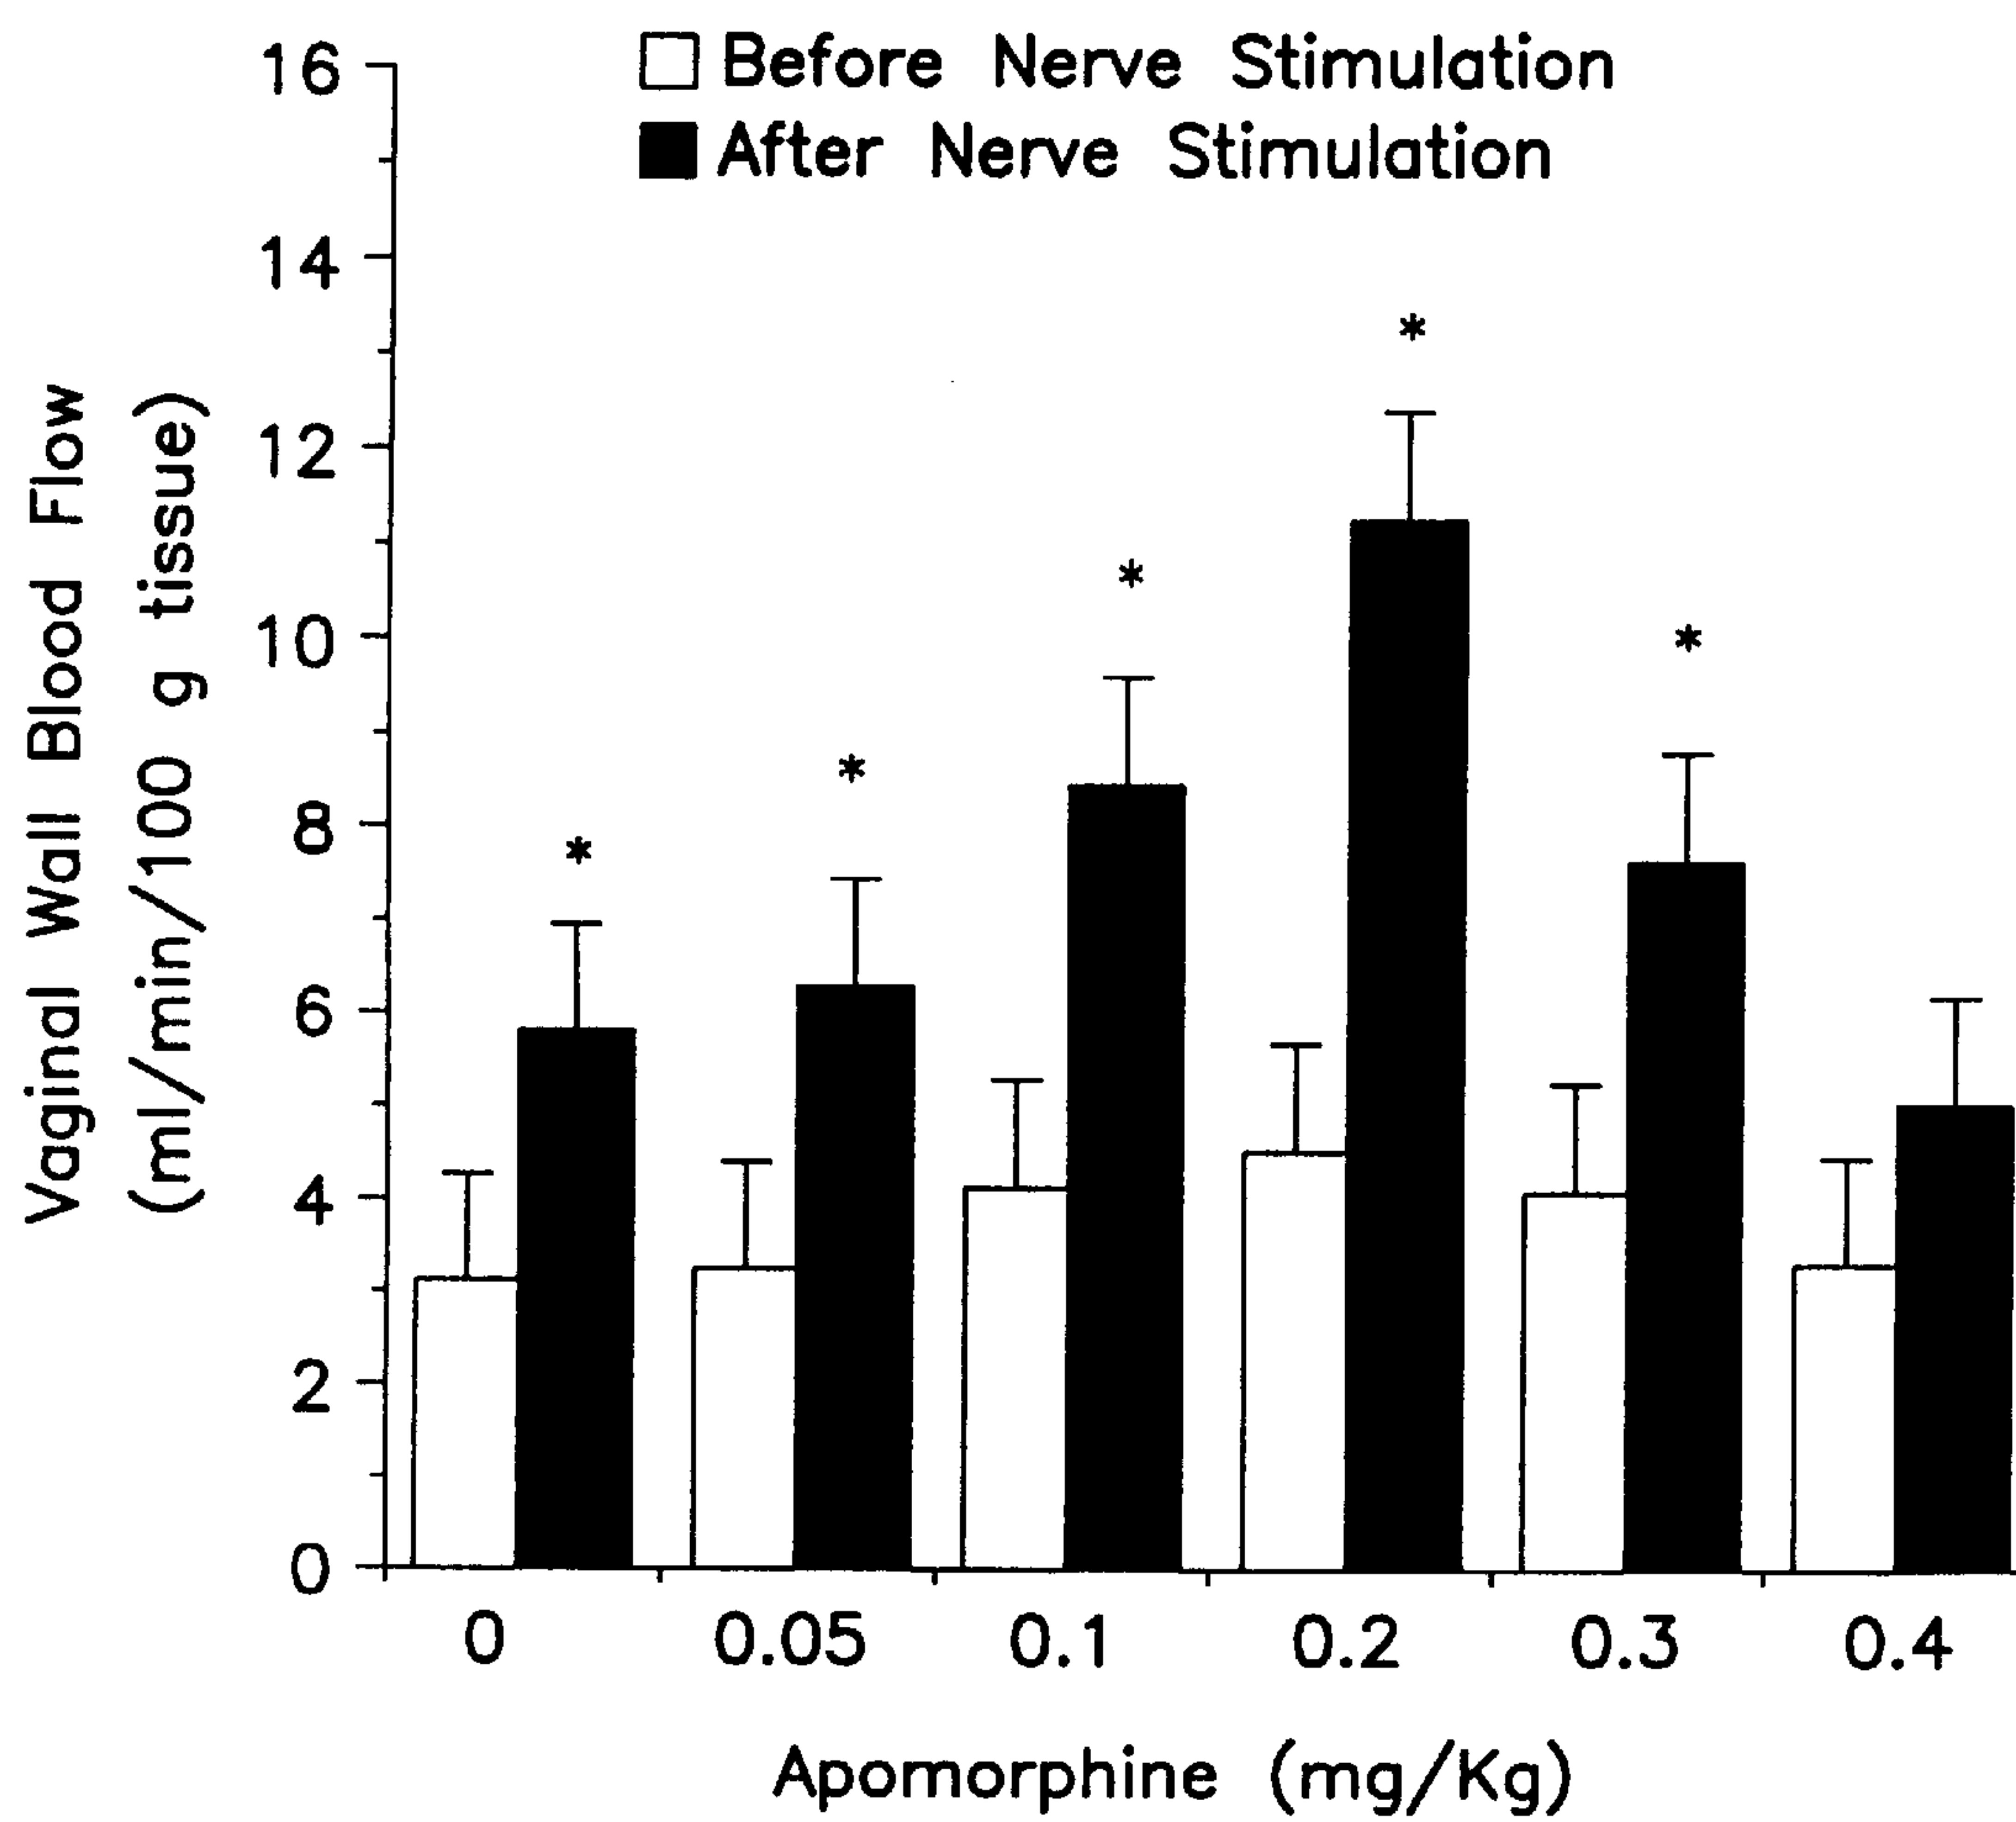 Before Nerve Stimulation
After Nerve Stimulation
Vaginal Wall Blood Flow
(ml/min/100 g tissue)
16
14
12
10
8
6
4
2
0
*
*
*
*
*
0 0.05 0.1 0.2 0.3 0.4
Apomorphine (mg/Kg)